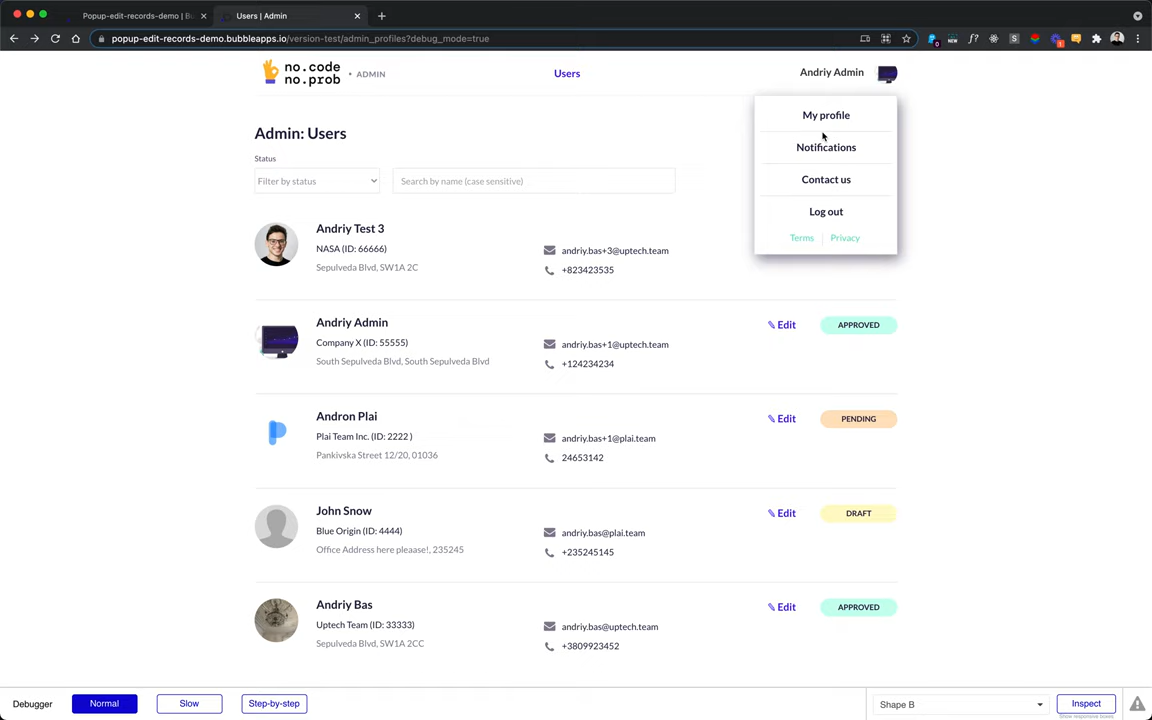 Popup-edit-records-demo | Bu
Users | Admin
popup-edit-records-demo.bubbleapps.io/version-test/admin_profiles?debug_mode=true
no.code
no.prob
• ADMIN
Users
Andriy Admin
My profile
Notifications
Contact us
Log out
Terms
Privacy
Admin: Users
Status
Filter by status
Search by name (case sensitive)
Andriy Test 3
NASA (ID: 66666)
Sepulveda Blvd, SW1A 2C
andriy.bas+3@uptech.team
+823423535
Andriy Admin
Company X (ID: 55555)
South Sepulveda Blvd, South Sepulveda Blvd
andriy.bas+1@uptech.team
+124234234
Edit
APPROVED
Andron Plai
Plai Team Inc. (ID: 2222 )
Pankivska Street 12/20, 01036
andriy.bas+1@plai.team
24653142
Edit
PENDING
John Snow
Blue Origin (ID: 4444)
Office Address here pleaase!, 235245
andriy.bas@plai.team
+235245145
Edit
DRAFT
Andriy Bas
Uptech Team (ID: 33333)
Sepulveda Blvd, SW1A 2CC
andriy.bas@uptech.team
+3809923452
Edit
APPROVED
Debugger
Normal
Slow
Step-by-step
Shape B
Inspect
Show responsive boxes